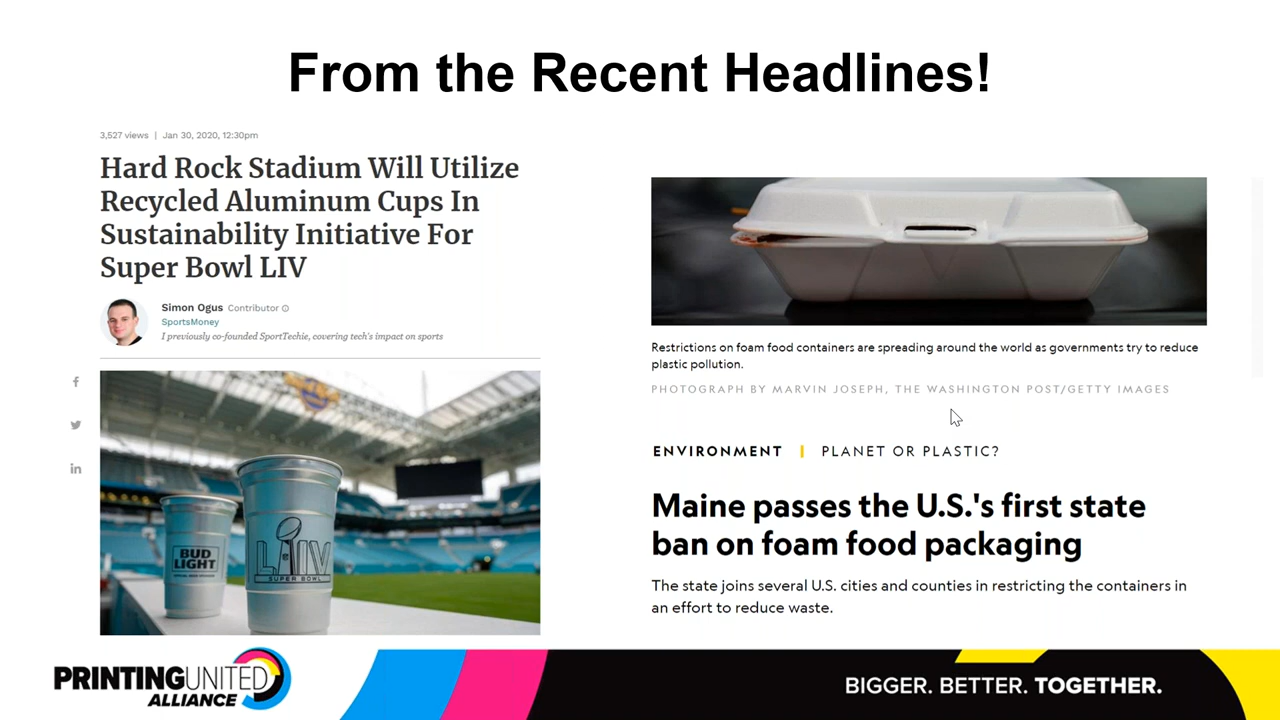 From the Recent Headlines!
3,527 views | Jan 30, 2020, 12:30pm
Hard Rock Stadium Will Utilize
Recycled Aluminum Cups In
Sustainability Initiative For
Super Bowl LIV
Simon Ogus Contributor
SportsMoney
I previously co-founded SportTechie, covering tech's impact on sports
BUD
LIGHT
LIV
SUPER BOWL
Restrictions on foam food containers are spreading around the world as governments try to reduce
plastic pollution.
PHOTOGRAPH BY MARVIN JOSEPH, THE WASHINGTON POST/GETTY IMAGES
ENVIRONMENT | PLANET OR PLASTIC?
Maine passes the U.S.'s first state
ban on foam food packaging
The state joins several U.S. cities and counties in restricting the containers in
an effort to reduce waste.
PRINTING UNITED
ALLIANCE
BIGGER. BETTER. TOGETHER.